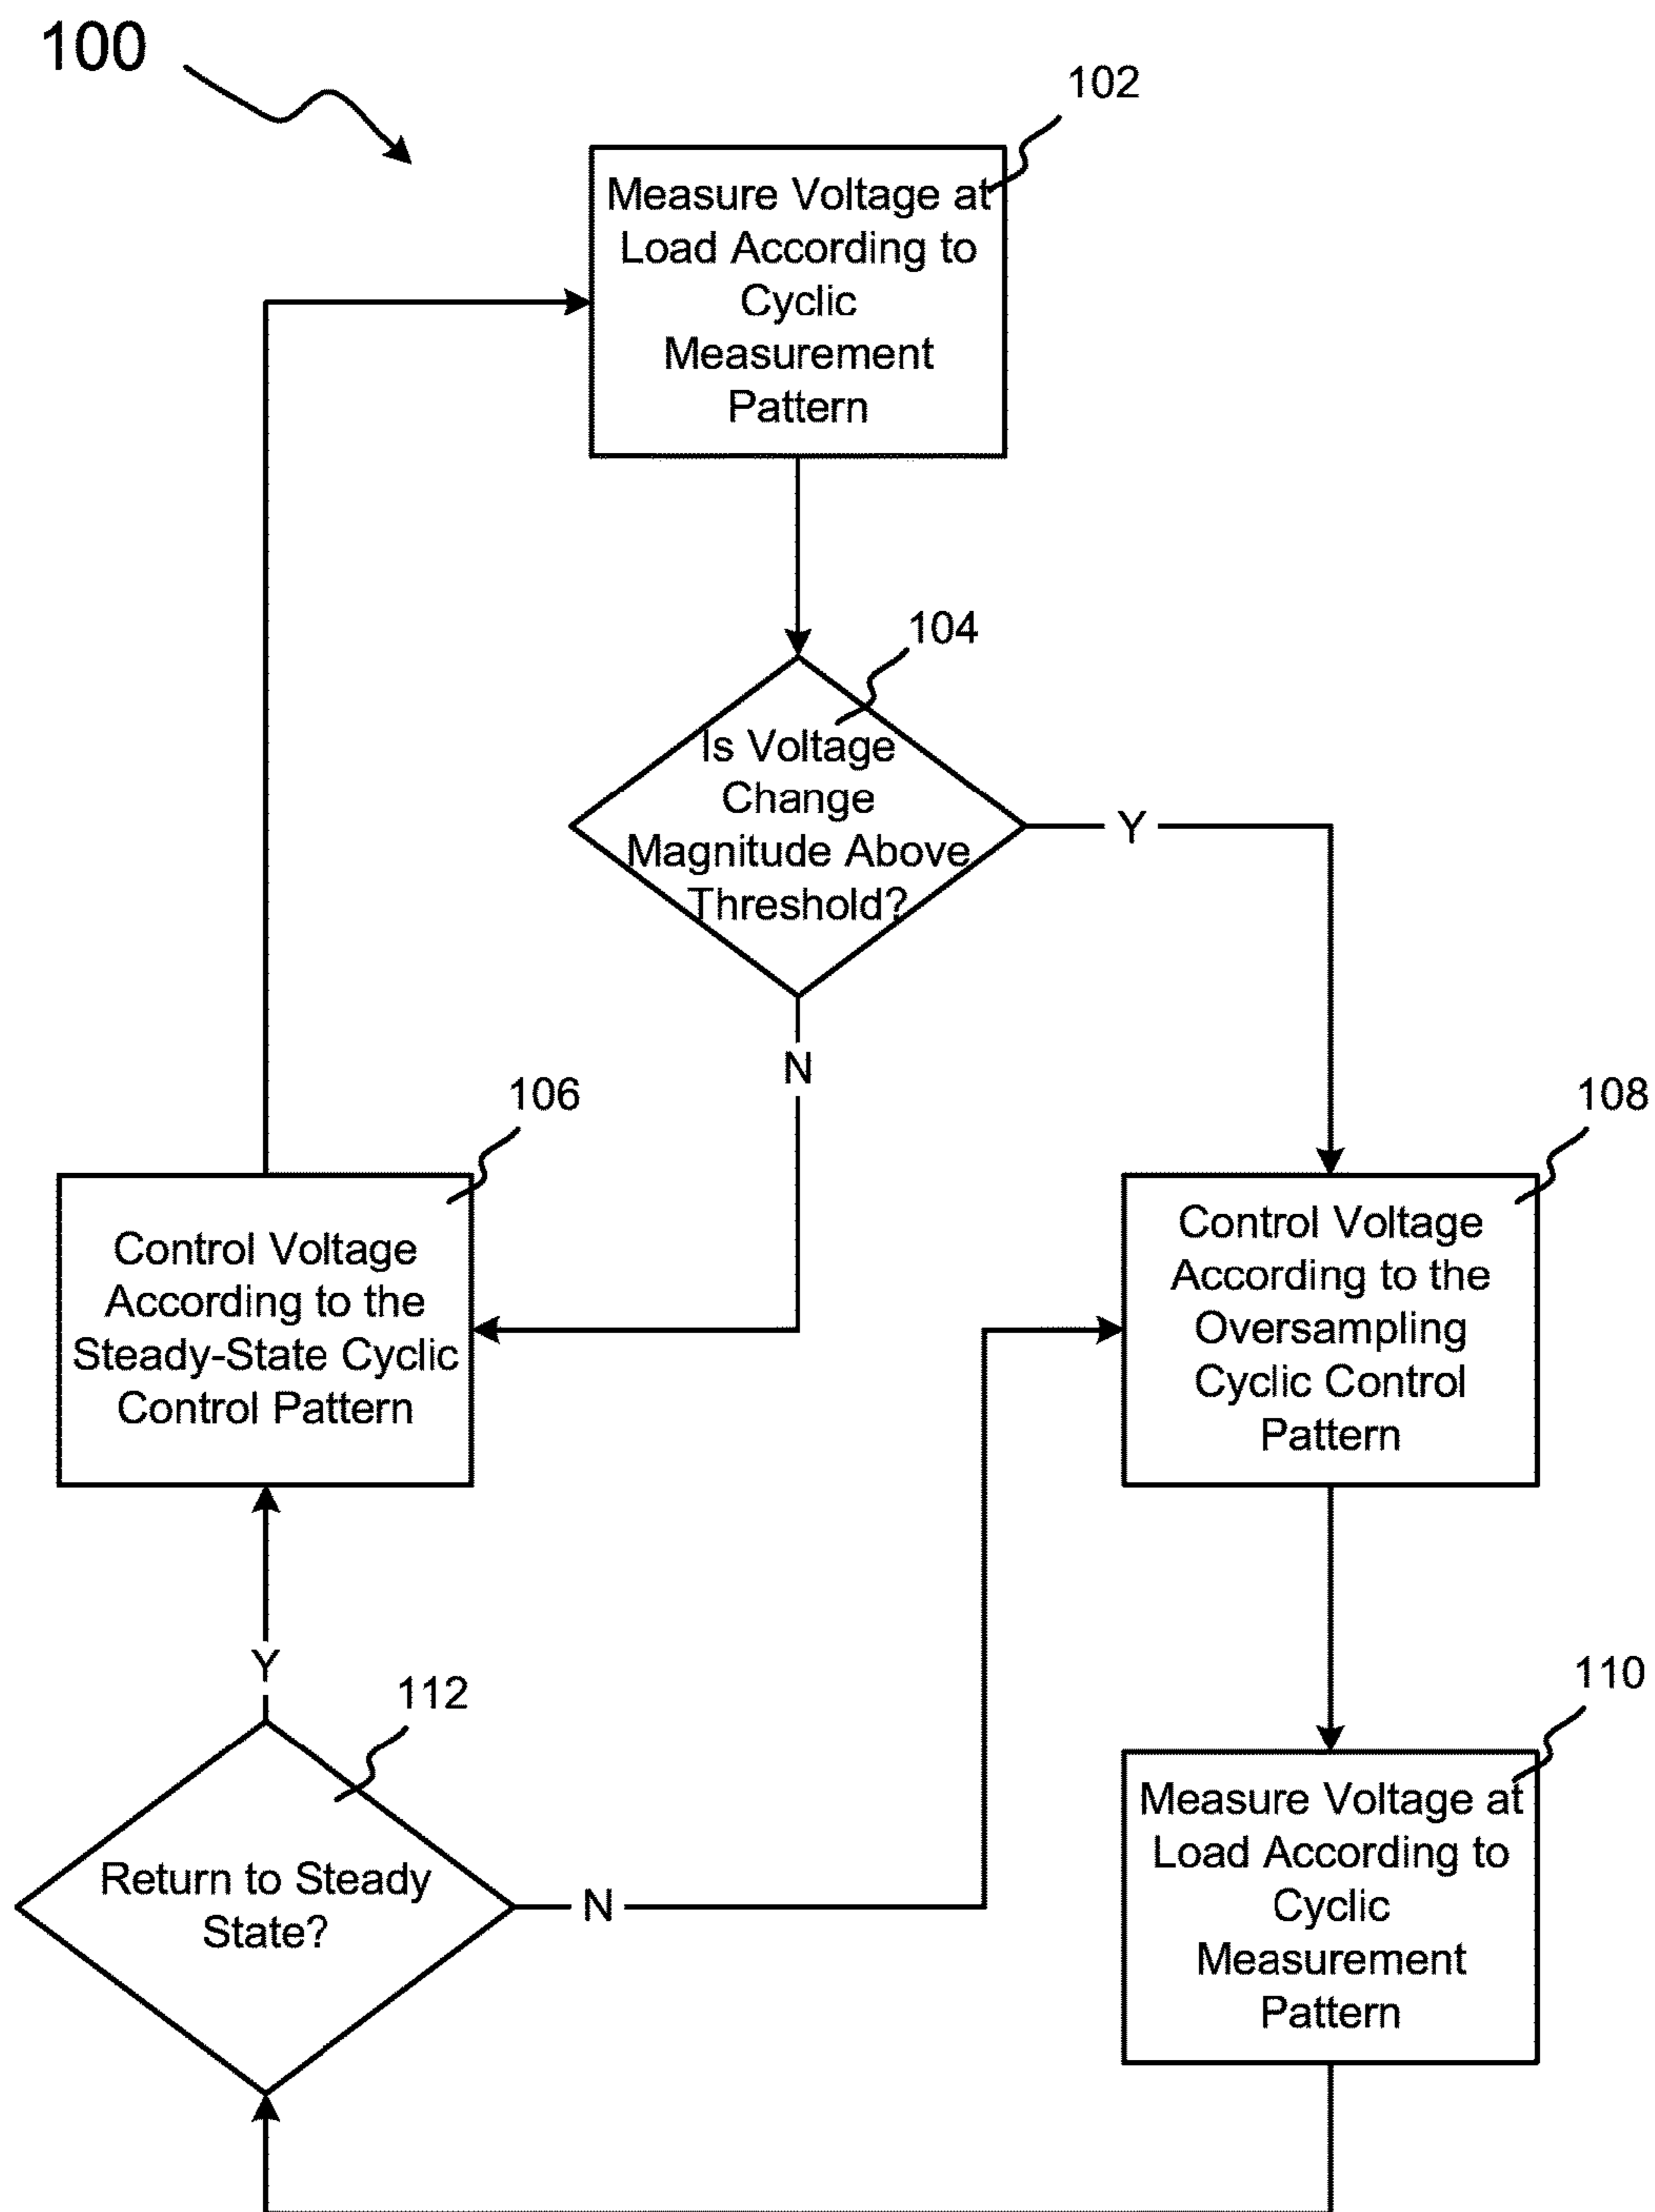 100
102
Measure Voltage at
Load According to
Cyclic
Measurement
Pattern
104
Is Voltage
Change
Magnitude Above
Threshold?
Y
N
106
Control Voltage
According to the
Steady-State Cyclic
Control Pattern
108
Control Voltage
According to the
Oversampling
Cyclic Control
Pattern
Y
112
Return to Steady
State?
N
110
Measure Voltage at
Load According to
Cyclic
Measurement
Pattern